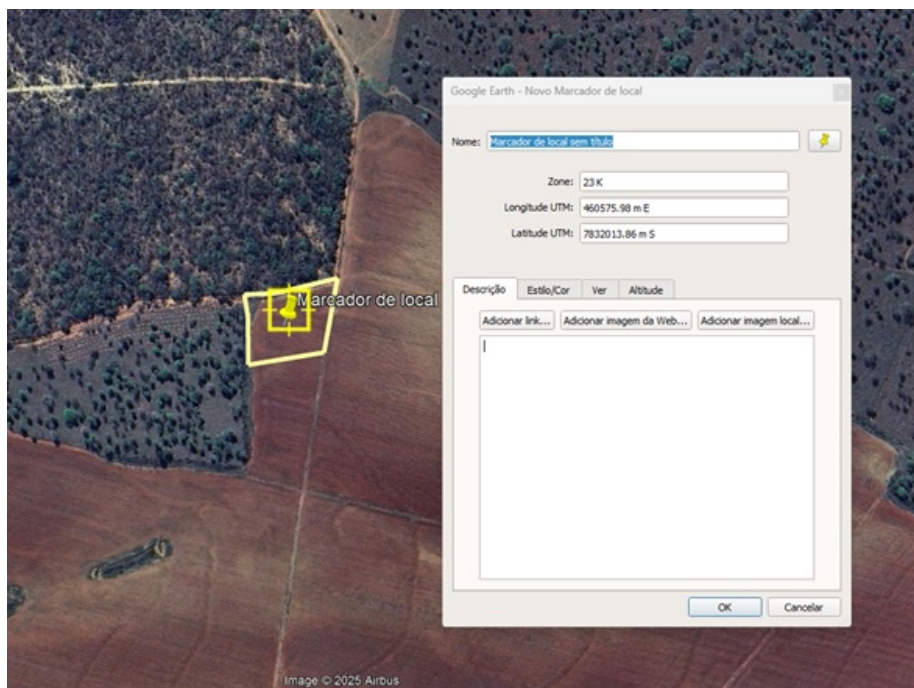 Google Earth - Novo Marcador de local
Nome: Marcador de local sem título
Zone: 23 K
Longitude UTM: 460575.98 m E
Latitude UTM: 7832013.86 m S
Marcador de local
Descrição Estilo/Cor Ver Altitude
Adicionar link... Adicionar imagem da Web... Adicionar imagem local...
OK Cancelar
Image © 2025 Airbus